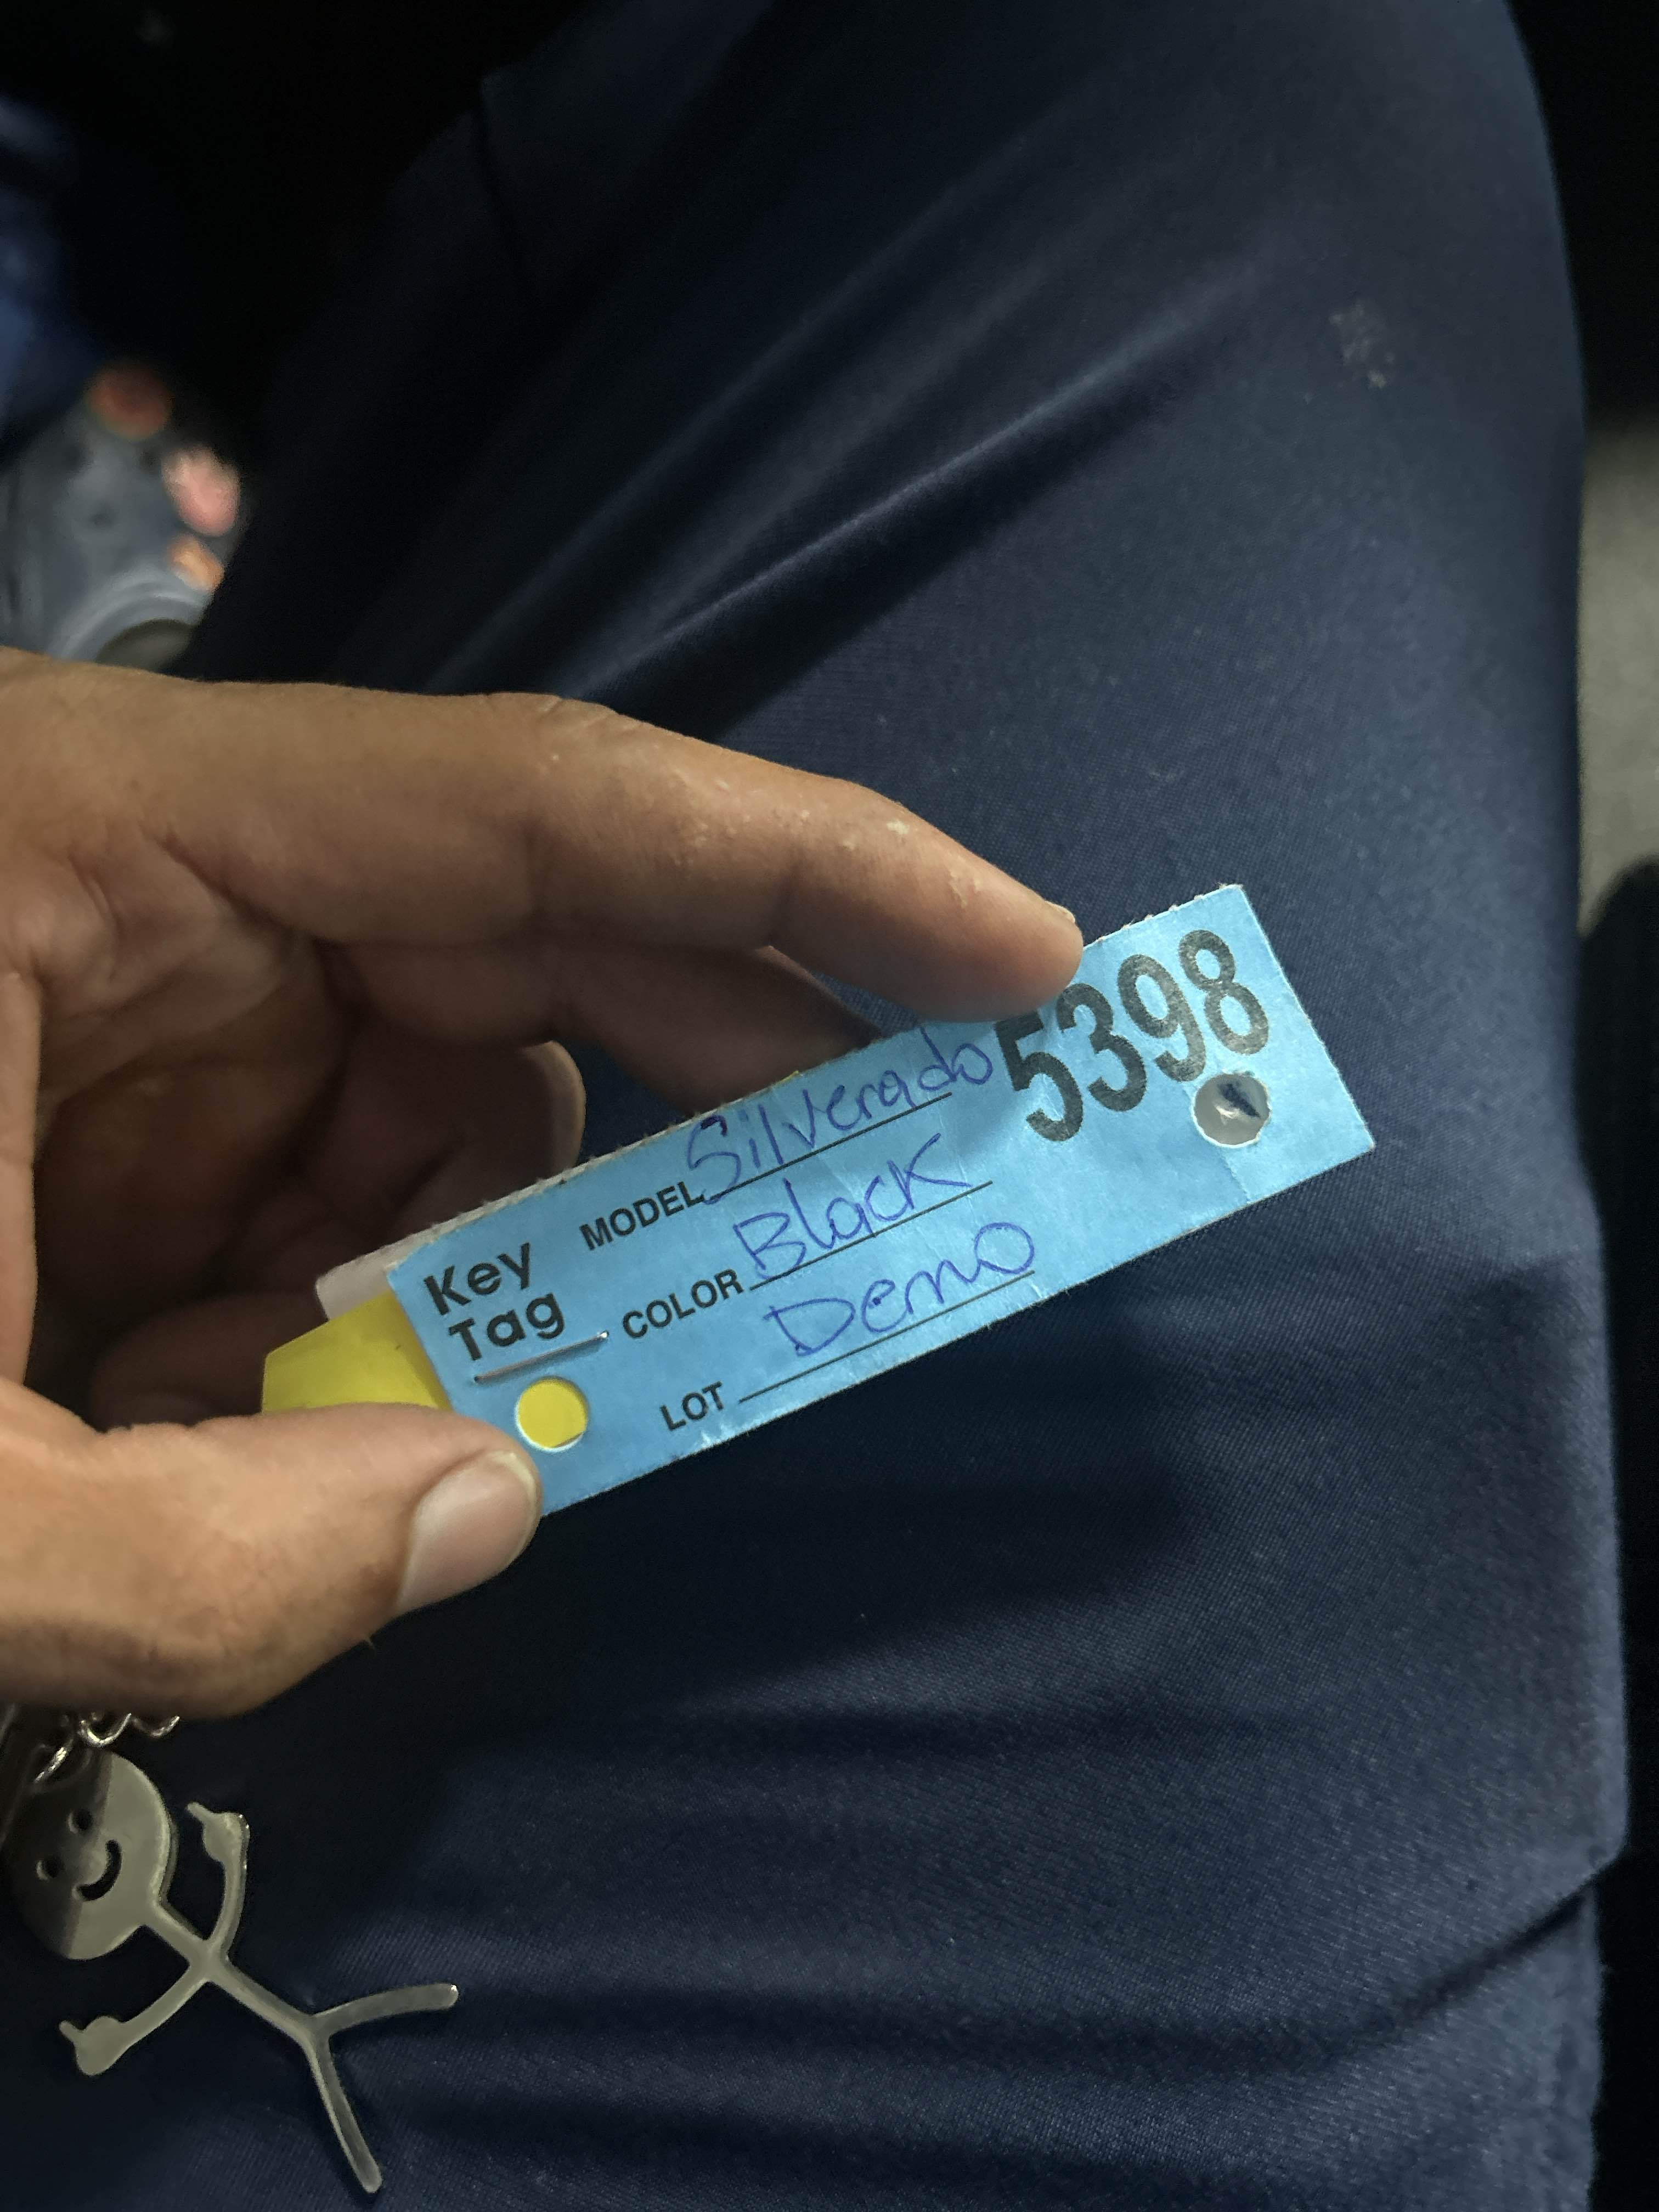 5398
Key
Tag
MODEL Silverado
COLOR Black
Demo
LOT